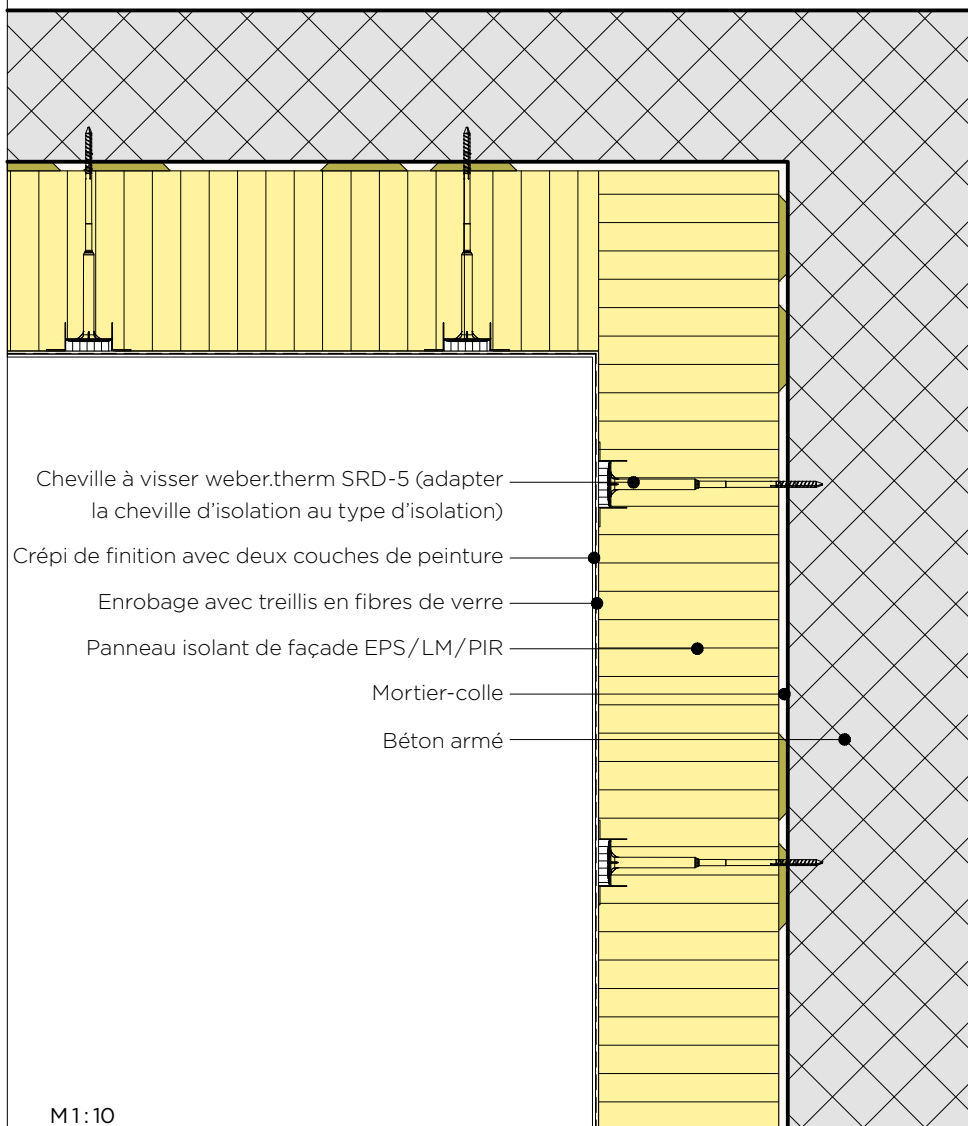 Cheville à visser weber.therm SRD-5 (adapter
la cheville d'isolation au type d'isolation)
Crépi de finition avec deux couches de peinture
Enrobage avec treillis en fibres de verre
Panneau isolant de façade EPS/LM/PIR
Mortier-colle
Béton armé
M 1 : 10